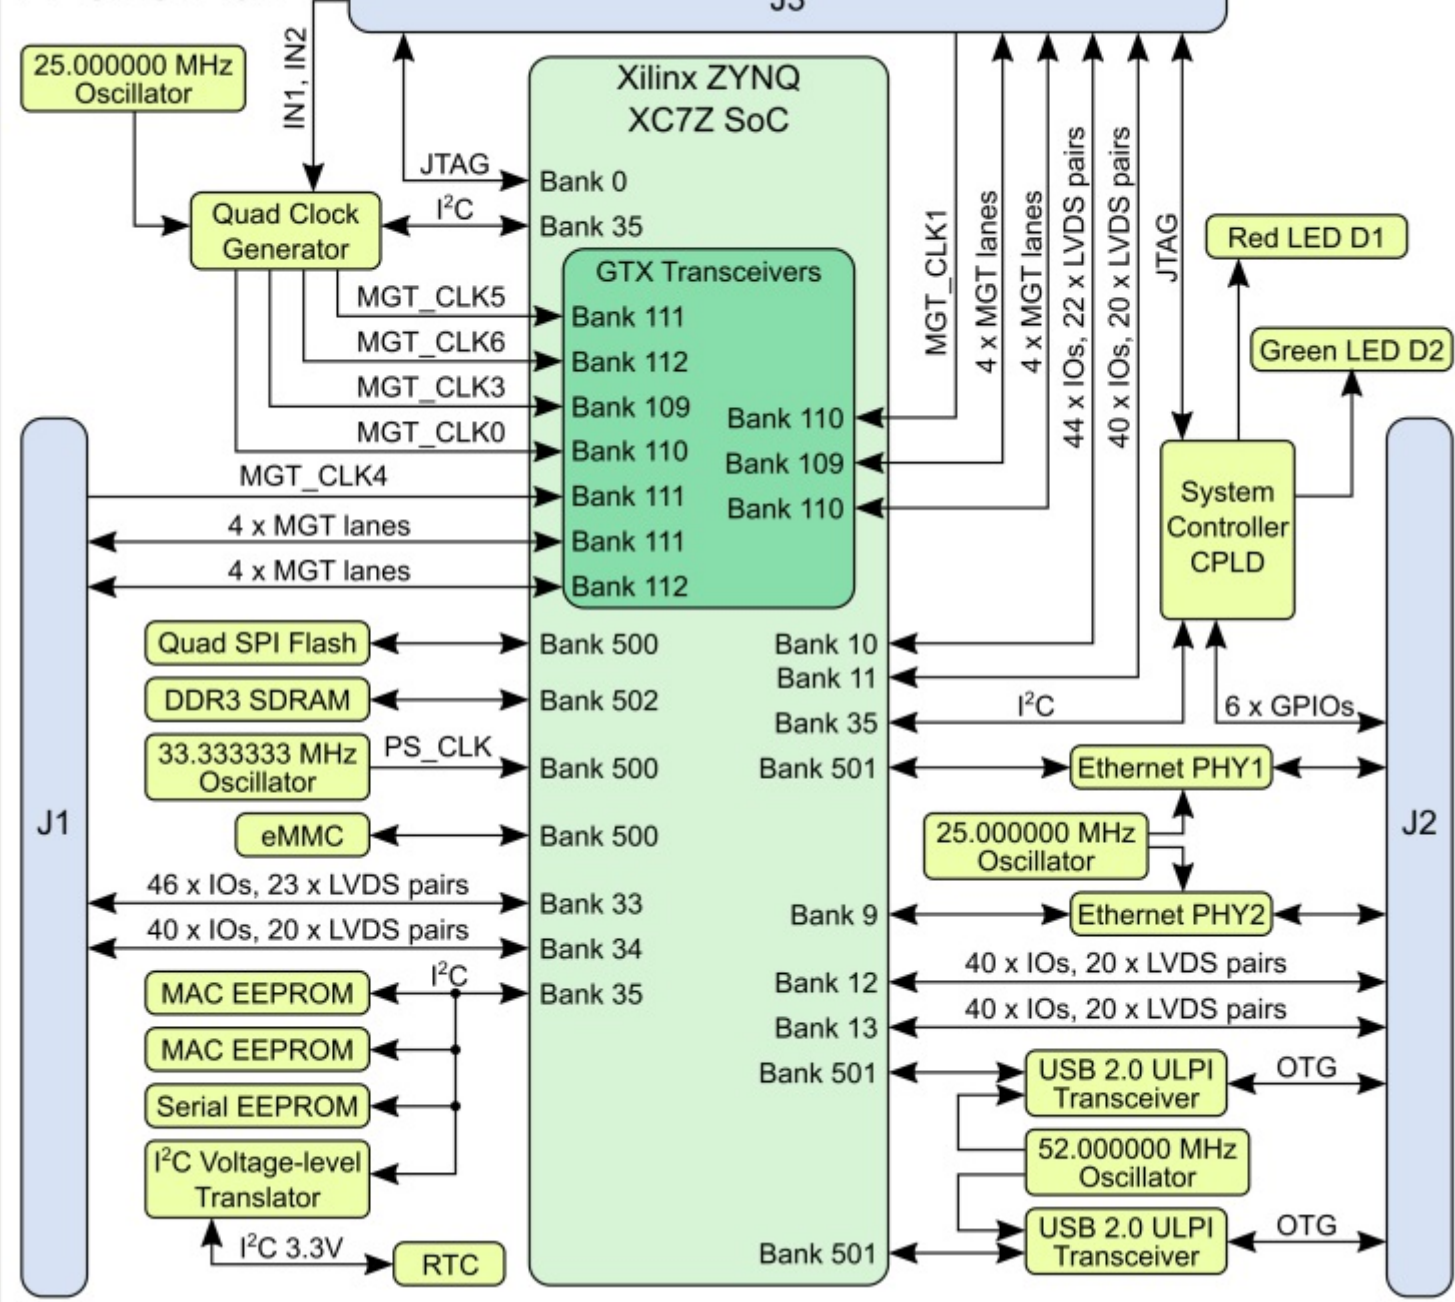 J3
25.000000 MHz
Oscillator
IN1, IN2
Xilinx ZYNQ
XC7Z SoC
JTAG
Bank 0
Quad Clock
Generator
I²C
Bank 35
GTX Transceivers
MGT_CLK5
Bank 111
MGT_CLK6
Bank 112
MGT_CLK3
Bank 109
MGT_CLK0
Bank 110
MGT_CLK4
Bank 111
4 x MGT lanes
Bank 111
4 x MGT lanes
Bank 112
Bank 110
Bank 109
Bank 110
MGT_CLK1
4 x MGT lanes
4 x MGT lanes
44 x IOs, 22 x LVDS pairs
40 x IOs, 20 x LVDS pairs
JTAG
Red LED D1
Green LED D2
System
Controller
CPLD
J1
Quad SPI Flash
Bank 500
DDR3 SDRAM
Bank 502
33.333333 MHz
Oscillator
PS_CLK
Bank 500
eMMC
Bank 500
46 x IOs, 23 x LVDS pairs
Bank 33
40 x IOs, 20 x LVDS pairs
Bank 34
MAC EEPROM
I²C
Bank 35
MAC EEPROM
Serial EEPROM
I²C Voltage-level
Translator
I²C 3.3V
RTC
Bank 10
Bank 11
Bank 35
I²C
6 x GPIOs
Bank 501
Ethernet PHY1
25.000000 MHz
Oscillator
Bank 9
Ethernet PHY2
Bank 12
40 x IOs, 20 x LVDS pairs
Bank 13
40 x IOs, 20 x LVDS pairs
Bank 501
USB 2.0 ULPI
Transceiver
OTG
52.000000 MHz
Oscillator
Bank 501
USB 2.0 ULPI
Transceiver
OTG
J2